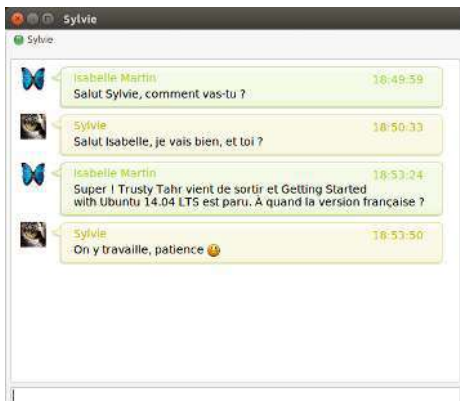 Sylvie
Sylvie
Isabelle Martin 18:49:59
Salut Sylvie, comment vas-tu ?
Sylvie 18:50:33
Salut Isabelle, je vais bien, et toi ?
Isabelle Martin 18:53:24
Super ! Trusty Tahr vient de sortir et Getting Started
with Ubuntu 14.04 LTS est paru. À quand la version française ?
Sylvie 18:53:50
On y travaille, patience